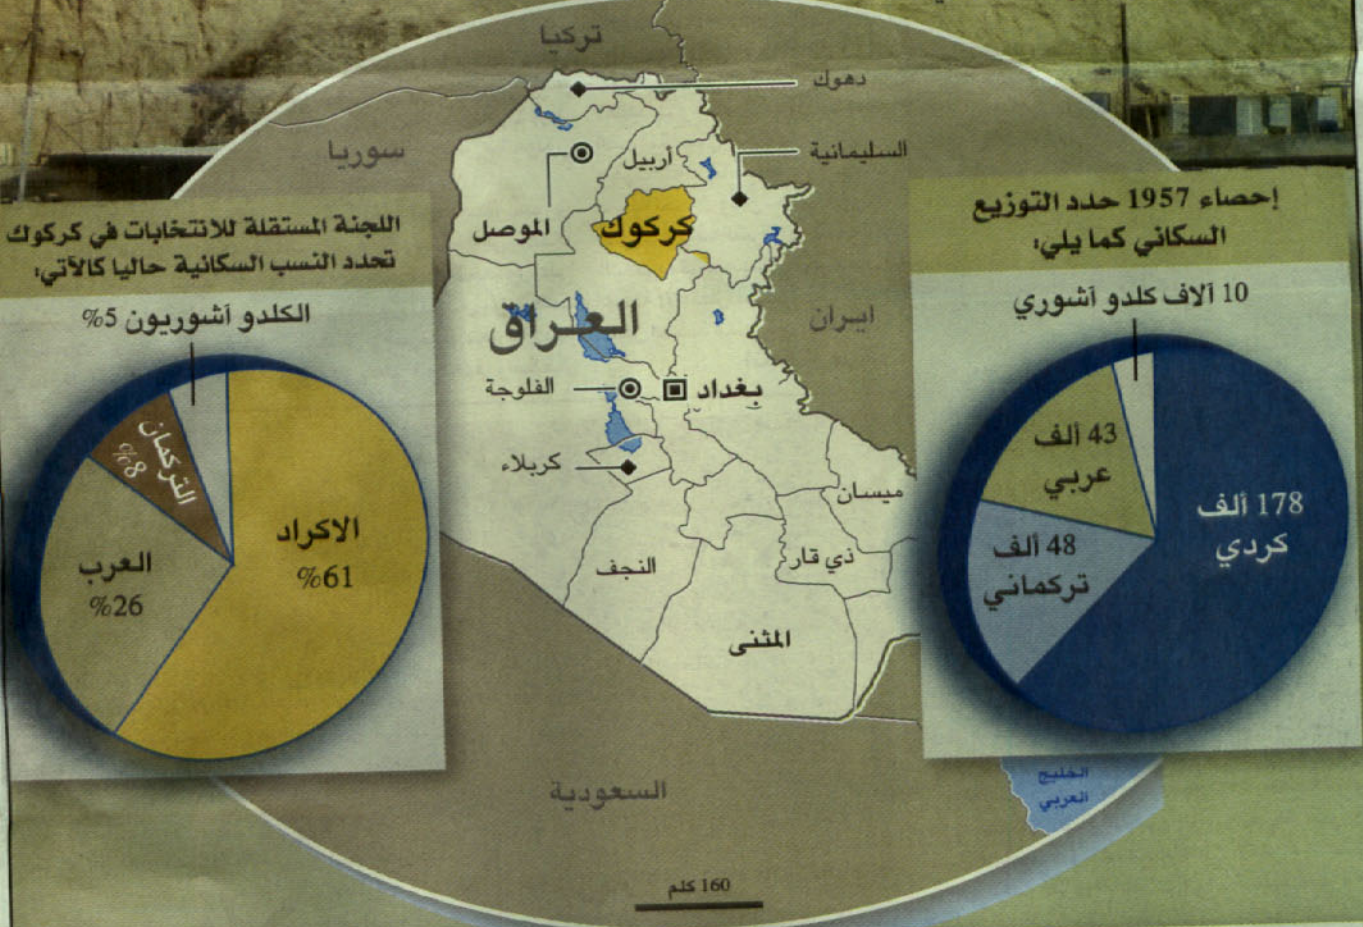 تركيا
دهوك
سوريا
أربيل
السليمانية
إحصاء 1957 حدد التوزيع
السكاني كما يلي:
10 آلاف كلدو آشوري
43 ألف
عربي
48 ألف
تركماني
178 ألف
كردي
الموصل
كركوك
اللجنة المستقلة للانتخابات في كركوك
تحدد النسب السكانية حاليا كالآتي:
الكلدو آشوريون 5%
التركمان
8%
العرب
26%
الاكراد
61%
العراق
ايران
الفلوجة
بغداد
كربلاء
ميسان
النجف
ذي قار
المثنى
السعودية
الخليج
العربي
160 كلم